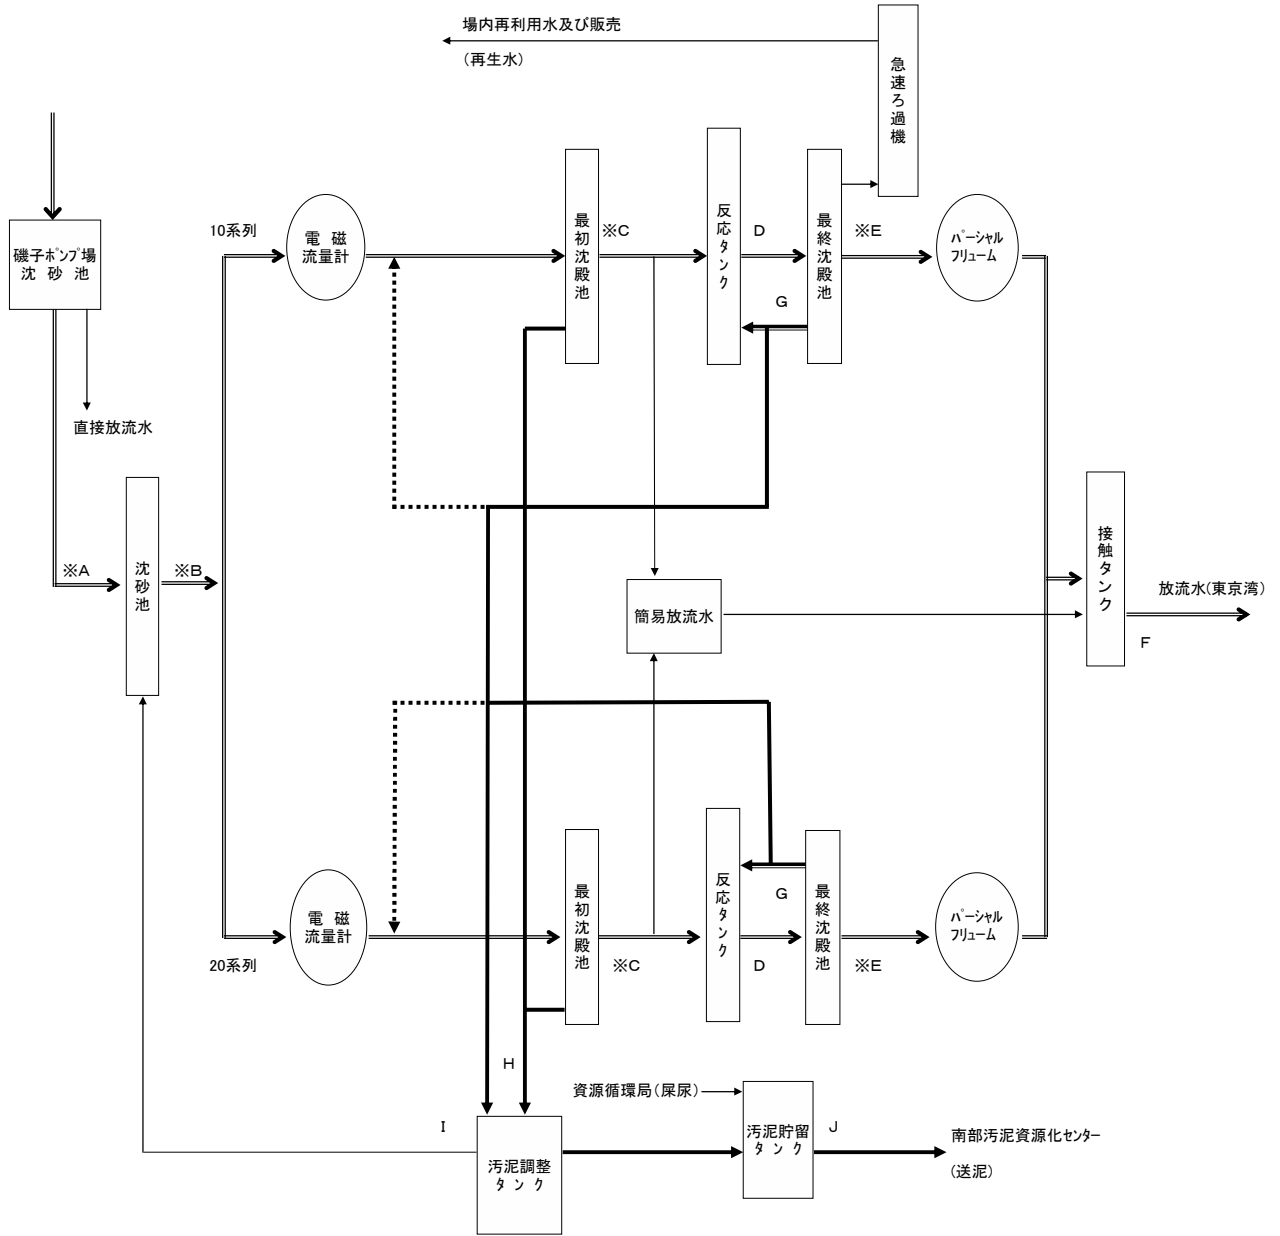 場内再利用水及び販売
(再生水)
急速ろ過機
磯子ポンプ場
沈 砂 池
直接放流水
※A
沈砂池
※B
10系列
電 磁
流量計
最初沈殿池
※C
反応タンク
D
G
最終沈殿池
※E
パーシャル
フリューム
簡易放流水
接触タンク
放流水(東京湾)
F
20系列
電 磁
流量計
最初沈殿池
※C
反応タンク
G
D
最終沈殿池
※E
パーシャル
フリューム
H
I
汚泥調整
タ ン ク
資源循環局(屎尿)
汚泥貯留
タ ン ク
J
南部汚泥資源化センター
(送泥)